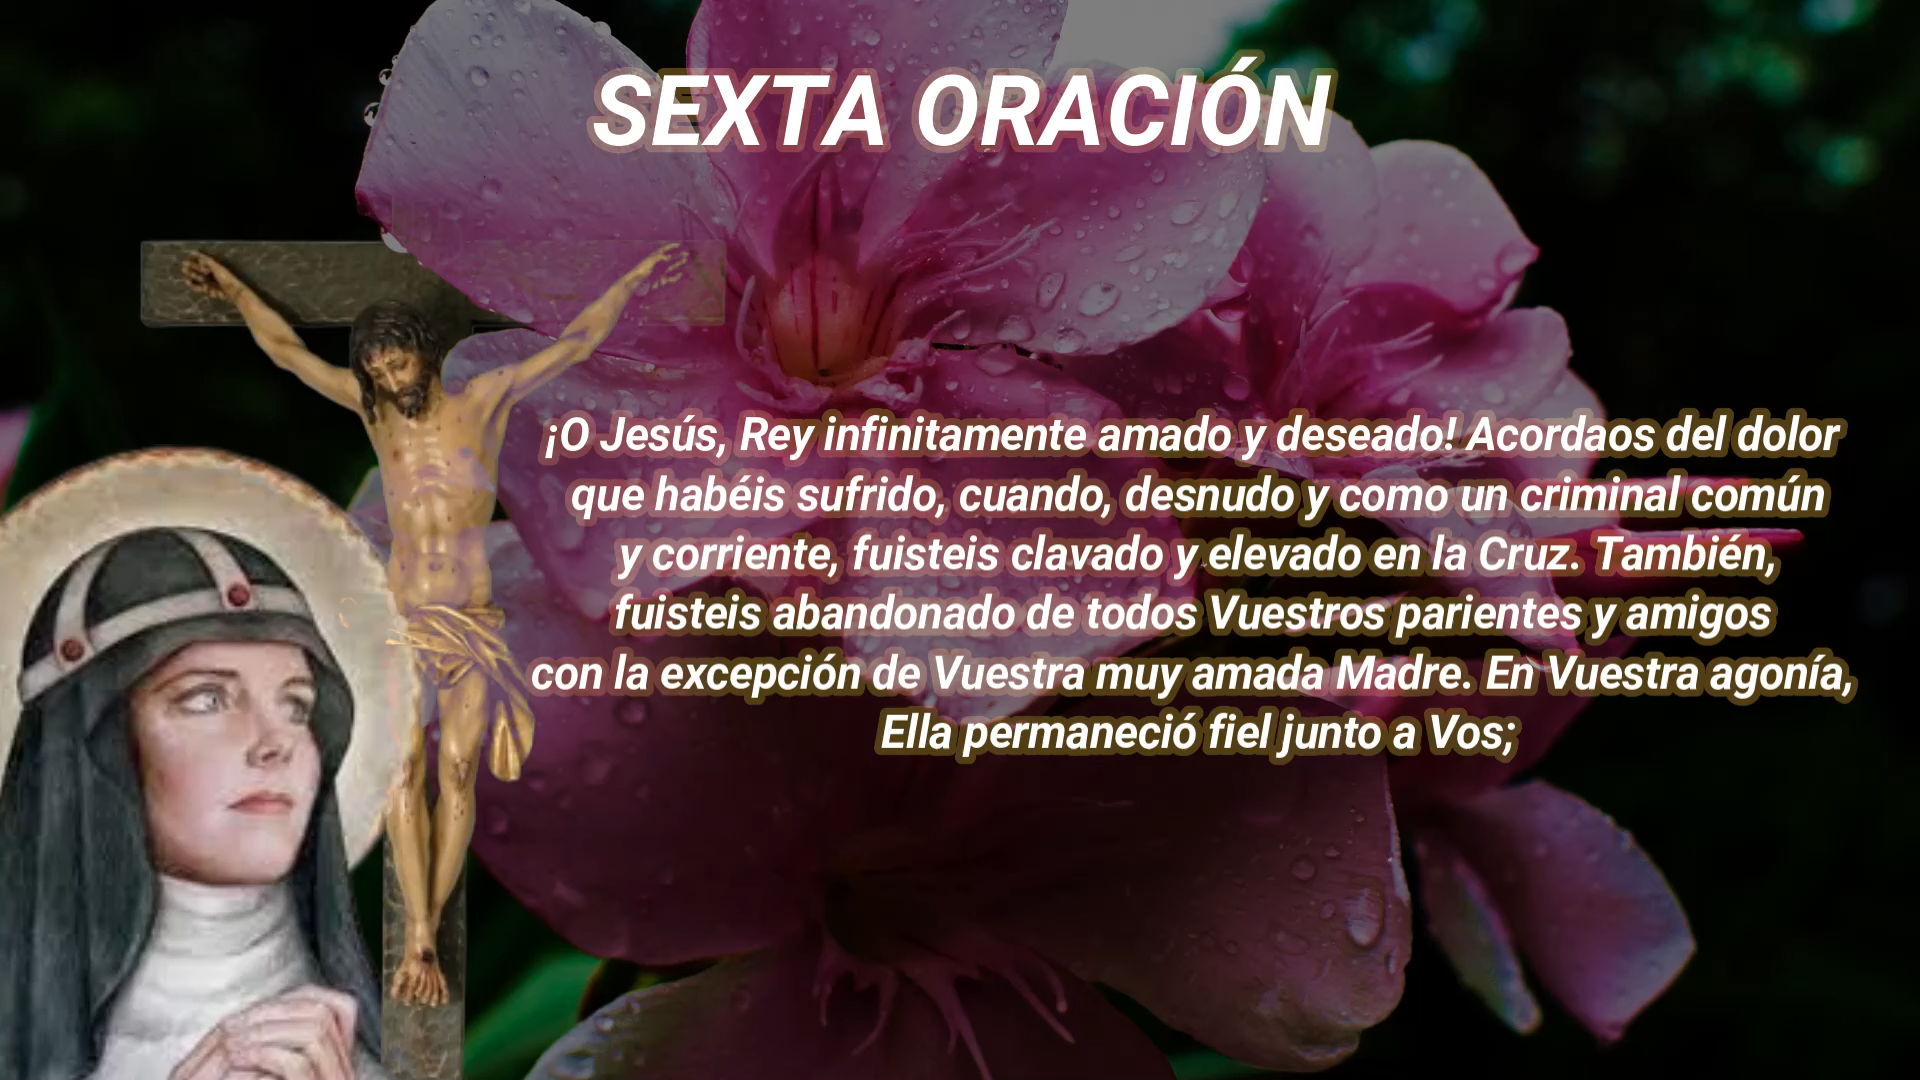 SEXTA ORACIÓN
¡O Jesús, Rey infinitamente amado y deseado! Acordaos del dolor
que habéis sufrido, cuando, desnudo y como un criminal común
y corriente, fuisteis clavado y elevado en la Cruz. También,
fuisteis abandonado de todos Vuestros parientes y amigos
con la excepción de Vuestra muy amada Madre. En Vuestra agonía,
Ella permaneció fiel junto a Vos;